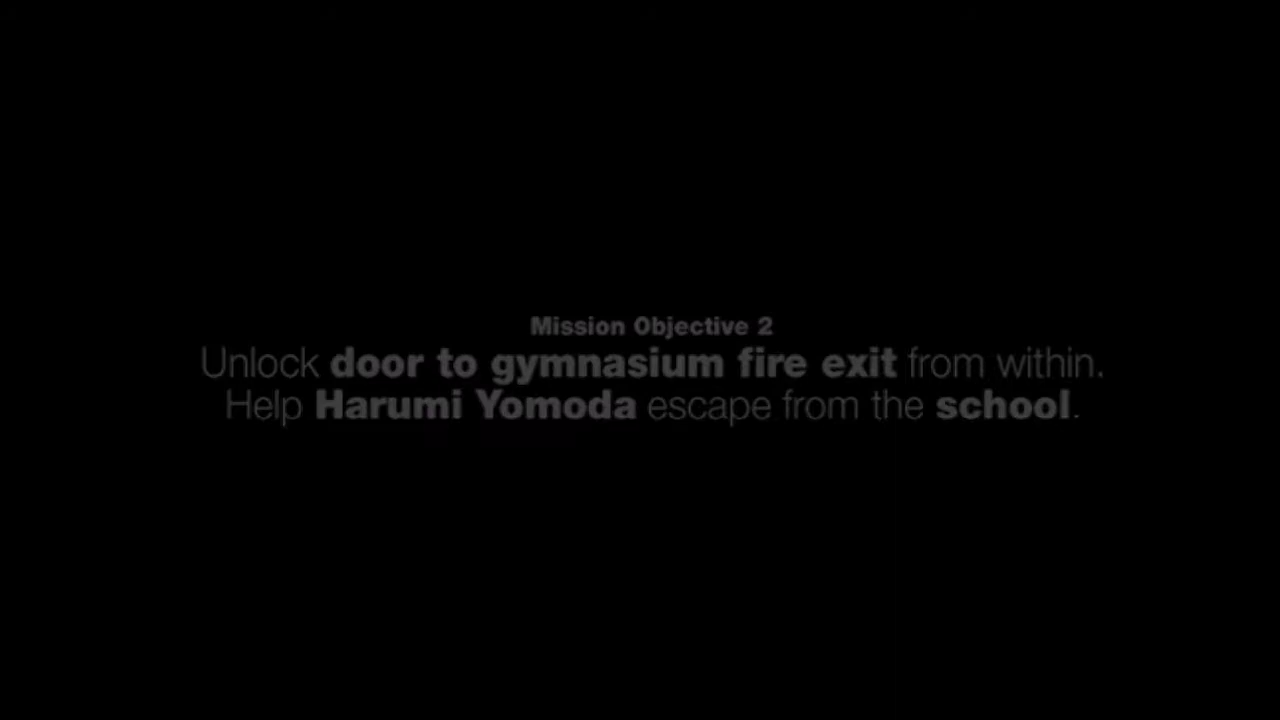 Mission Objective 2
Unlock door to gymnasium fire exit from within.
Help Harumi Yomoda escape from the school.